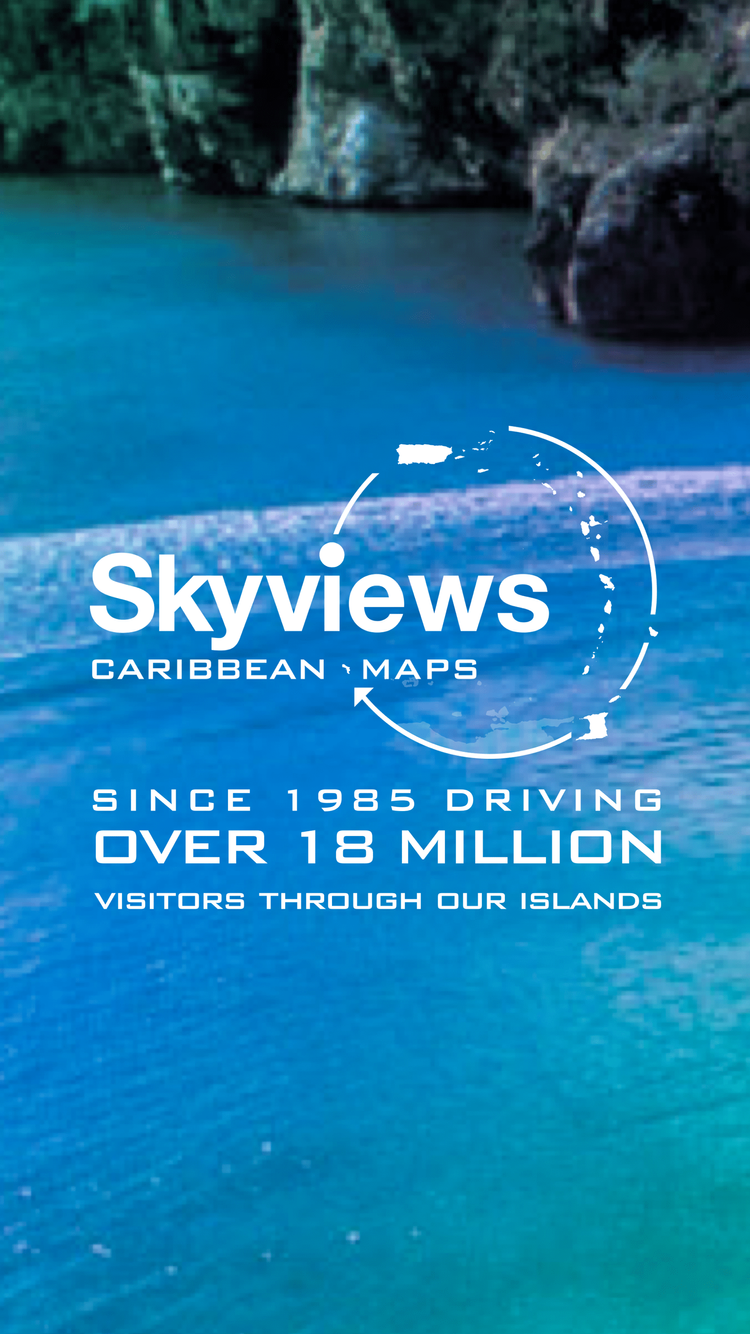 Skyviews
CARIBBEAN MAPS
SINCE 1985 DRIVING
OVER 18 MILLION
VISITORS THROUGH OUR ISLANDS